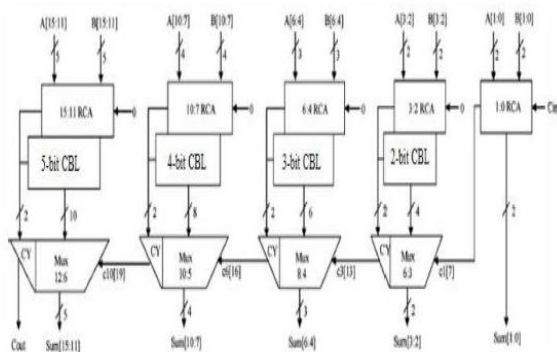 A[15:11] B[15:11] A[10:7] B[10:7] A[6:4] B[6:4] A[3:2] B[3:2] A[1:0] B[1:0]
5 5 4 4 3 3 2 2 2 2
15:11 RCA 0 10:7 RCA 0 6:4 RCA 0 3:2 RCA 0 1:0 RCA Cin
5-bit CBL 4-bit CBL 3-bit CBL 2-bit CBL
2 10 2 8 2 6 2 4 2
CY Mux c10[19] CY Mux c6[16] CY Mux c3[13] CY Mux c1[7]
12:6 10:5 8:4 6:3
5 4 3 2
Cout Sum[15:11] Sum[10:7] Sum[6:4] Sum[3:2] Sum[1:0]